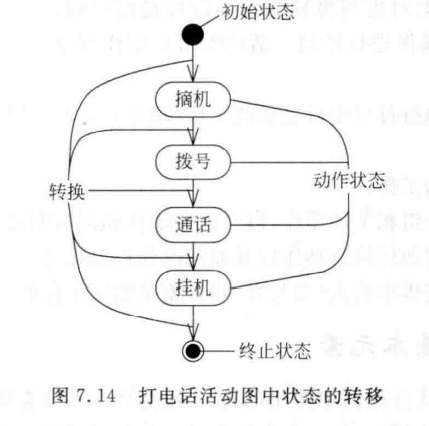 初始状态
摘机
拨号
动作状态
转换
通话
挂机
终止状态
图 7.14 打电话活动图中状态的转移